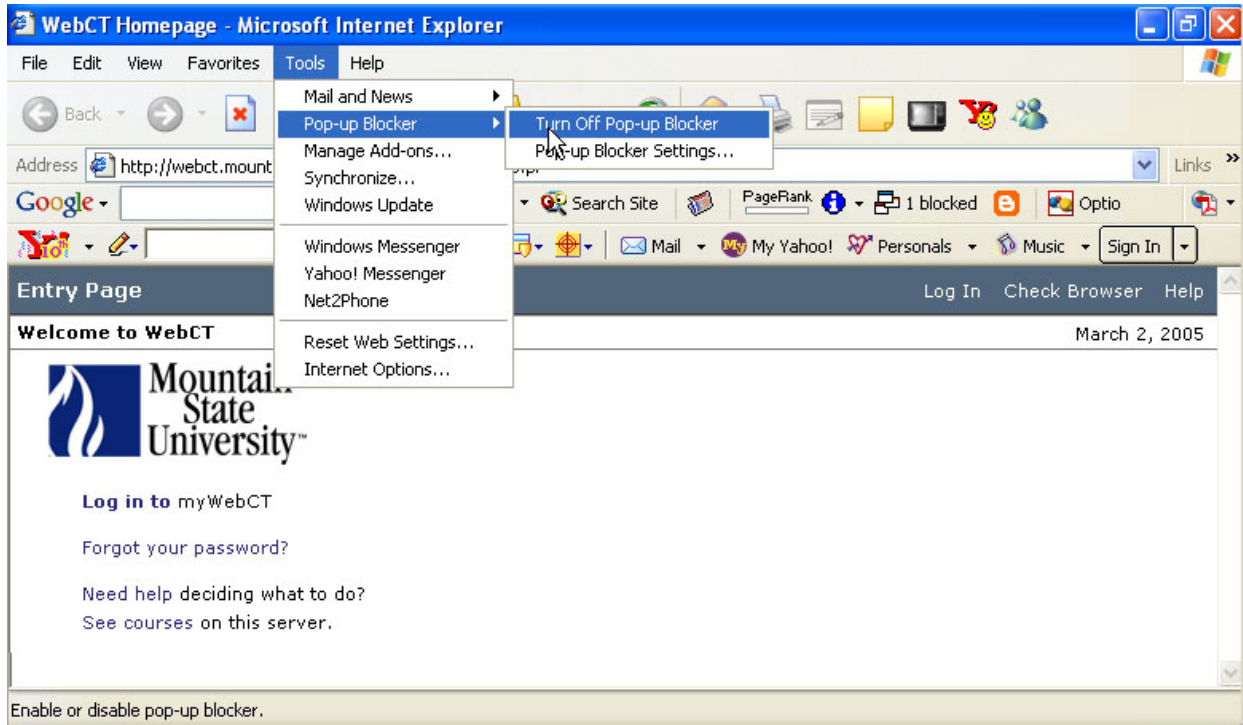 WebCT Homepage - Microsoft Internet Explorer
File Edit View Favorites Tools Help
Back
Mail and News
Pop-up Blocker
Manage Add-ons...
Synchronize...
Windows Update
Windows Messenger
Yahoo! Messenger
Net2Phone
Reset Web Settings...
Internet Options...
Turn Off Pop-up Blocker
Pop-up Blocker Settings...
Address http://webct.mount Links »
Google Search Site PageRank 1 blocked Optio
Mail My Yahoo! Personals Music Sign In
Entry Page Log In Check Browser Help
Welcome to WebCT March 2, 2005
Mountai
State
University™
Log in to myWebCT
Forgot your password?
Need help deciding what to do?
See courses on this server.
Enable or disable pop-up blocker.